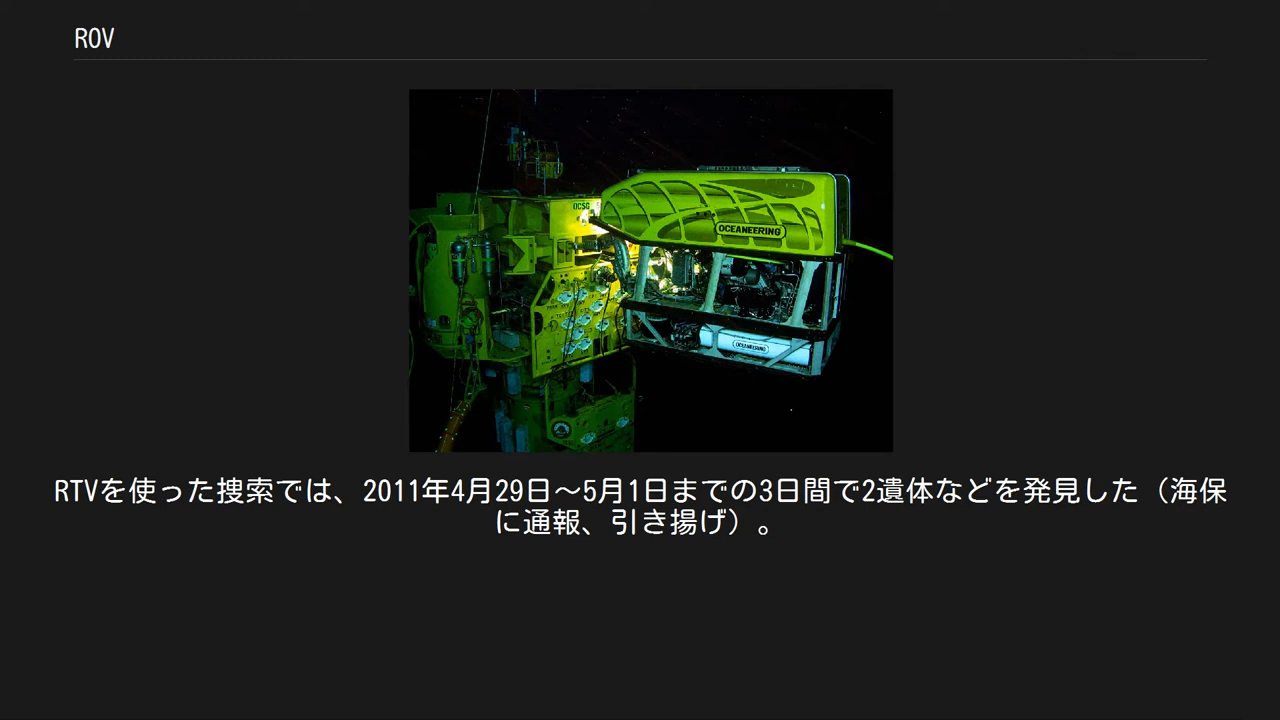 ROV
OCSG
OCEANEERING
OCEANEERING
RTVを使った捜索では、2011年4月29日～5月1日までの3日間で2遺体などを発見した（海保
に通報、引き揚げ）。